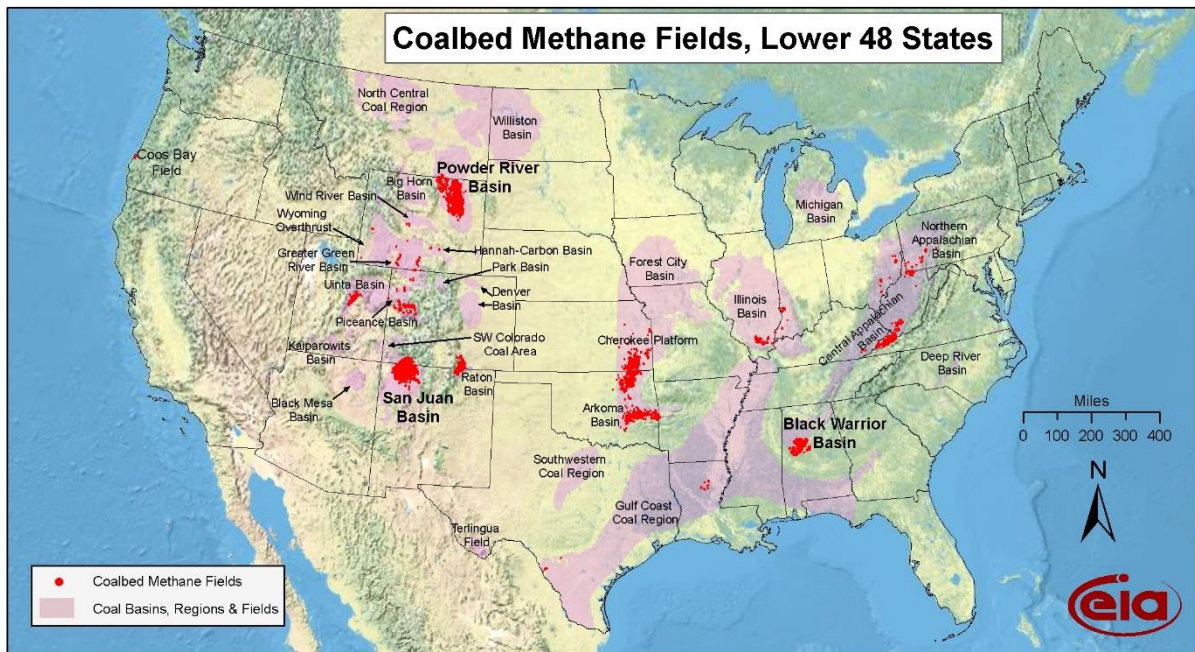 Coalbed Methane Fields, Lower 48 States
North Central
Coal Region
Williston
Basin
Coos Bay
Field
Powder River
Basin
Big Horn
Basin
Wind River Basin
Wyoming
Overthrust
Greater Green
River Basin
Hannah-Carbon Basin
Park Basin
Uinta Basin
Denver
Basin
Piceance Basin
Kaiparowits
Basin
SW Colorado
Coal Area
Black Mesa
Basin
San Juan
Basin
Raton
Basin
Michigan
Basin
Northern
Appalachian
Basin
Forest City
Basin
Illinois
Basin
Central Appalachian
Basin
Cherokee Platform
Deep River
Basin
Arkoma
Basin
Black Warrior
Basin
Southwestern
Coal Region
Gulf Coast
Coal Region
Terlingua
Field
Miles
0 100 200 300 400
N
Coalbed Methane Fields
Coal Basins, Regions & Fields
eia